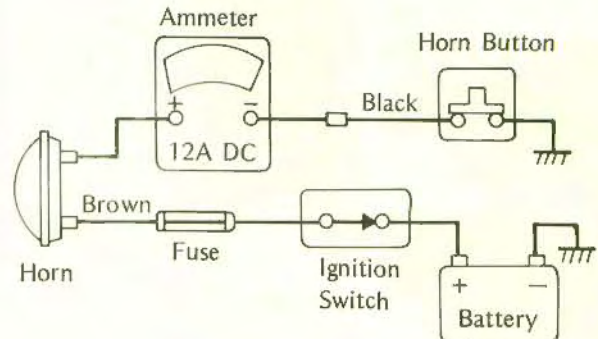 Ammeter
Horn Button
+ −
12A DC
Black
Brown
Fuse
Horn
Ignition
Switch
+ −
Battery